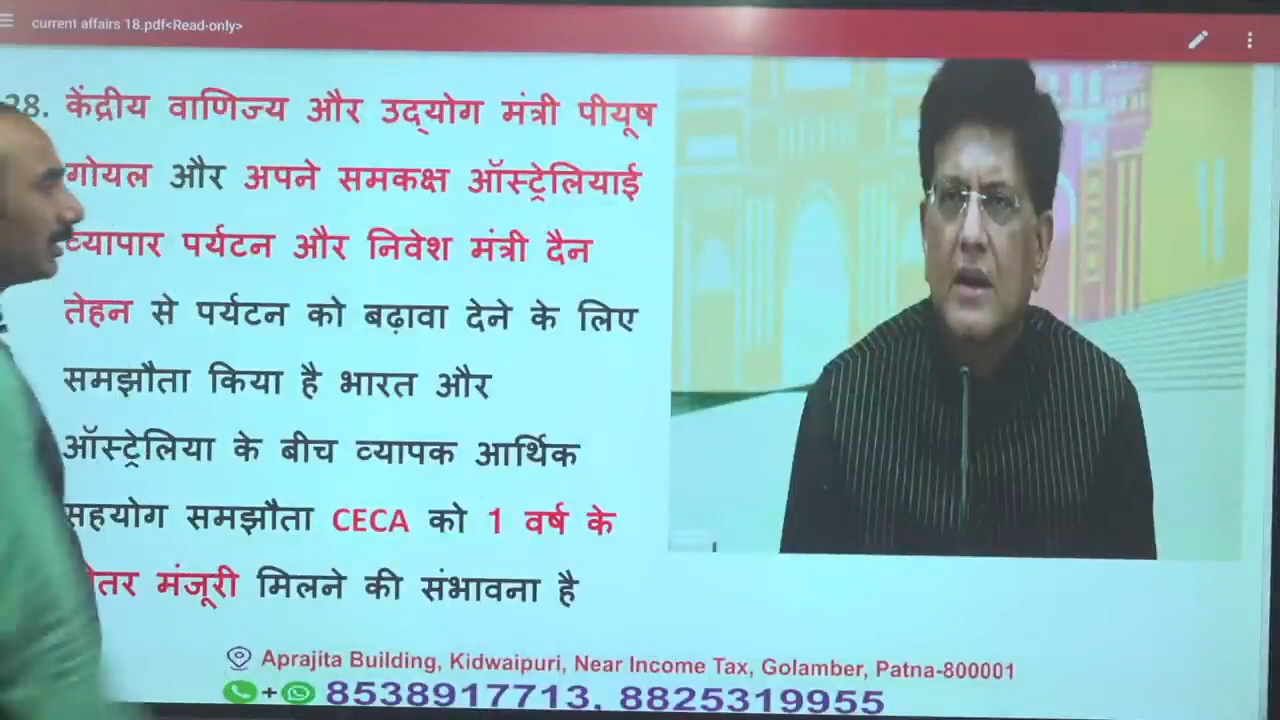 current affairs 18.pdf<Read-only>
28. केंद्रीय वाणिज्य और उद्योग मंत्री पीयूष
गोयल और अपने समकक्ष ऑस्ट्रेलियाई
व्यापार पर्यटन और निवेश मंत्री दैन
तेहन से पर्यटन को बढ़ावा देने के लिए
समझौता किया है भारत और
ऑस्ट्रेलिया के बीच व्यापक आर्थिक
सहयोग समझौता CECA को 1 वर्ष के
मंजूरी मिलने की संभावना है
Aprajita Building, Kidwaipuri, Near Income Tax, Golamber, Patna-800001
+ 8538917713, 8825319955